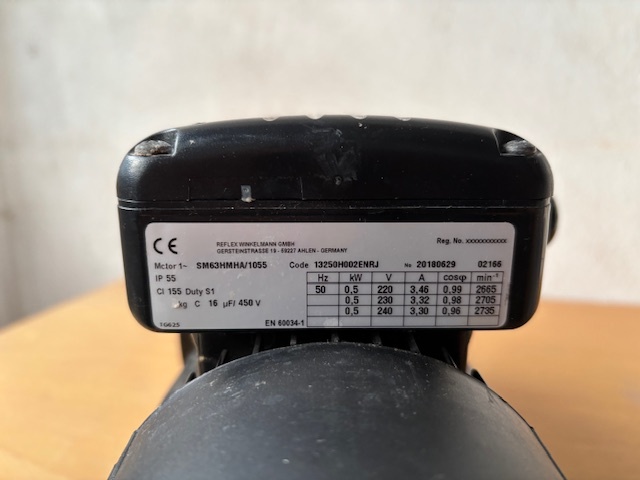 CE
REFLEX WINKELMANN GMBH
GERSTEINSTRASSE 19 - 59227 AHLEN - GERMANY
Reg. No. xxxxxxxxxxx
Motor 1~ SM63HMHA/1055 Code 13250H002ENRJ No 20180629 02166
IP 55
Cl 155 Duty S1
kg C 16 µF/ 450 V
Hz kW V A cosφ min⁻¹
50 0,5 220 3,46 0,99 2665
0,5 230 3,32 0,98 2705
0,5 240 3,30 0,96 2735
EN 60034-1